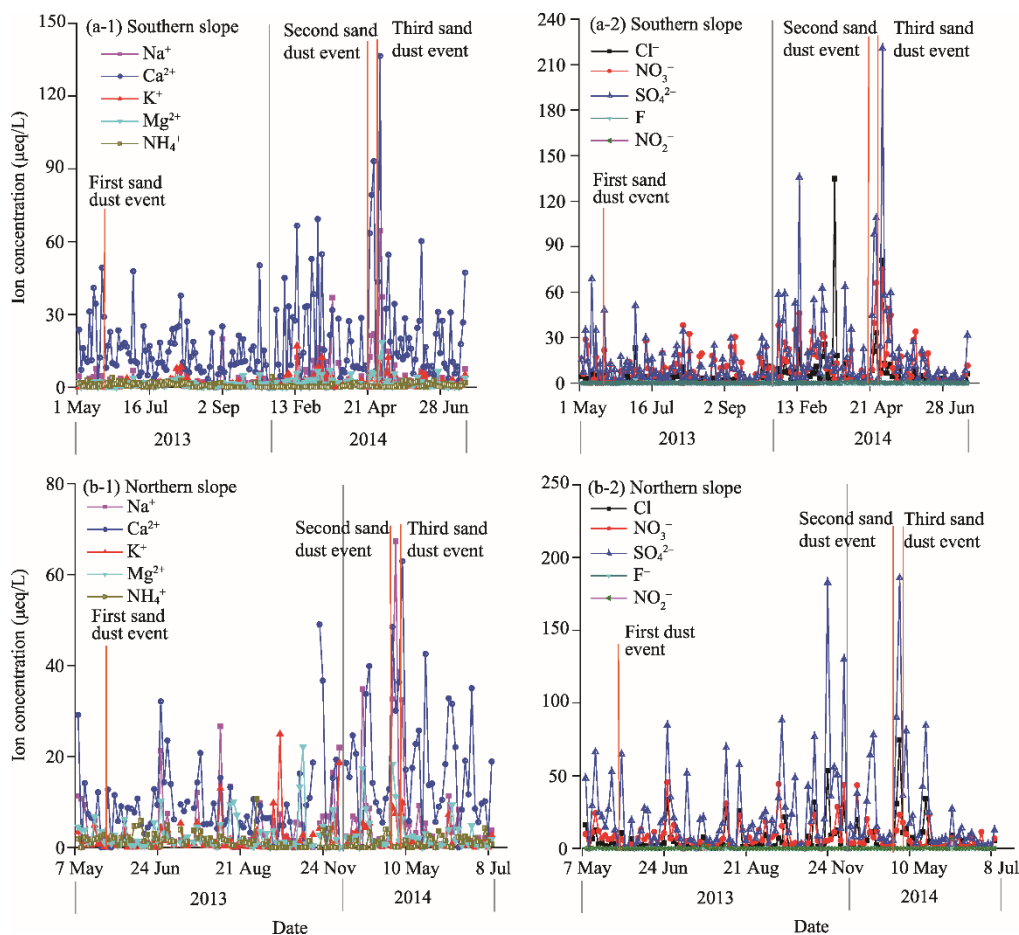 (a-1) Southern slope
Na⁺
Ca²⁺
K⁺
Mg²⁺
NH₄⁺
First sand
dust event
Second sand
dust event
Third sand
dust event
Ion concentration (μeq/L)
150
120
90
60
30
0
1 May
16 Jul
2 Sep
13 Feb
21 Apr
28 Jun
2013
2014
(a-2) Southern slope
Cl⁻
NO₃⁻
SO₄²⁻
F
NO₂⁻
First sand
dust event
Second sand
dust event
Third sand
dust event
240
210
180
150
120
90
60
30
0
1 May
16 Jul
2 Sep
13 Feb
21 Apr
28 Jun
2013
2014
(b-1) Northern slope
Na⁺
Ca²⁺
K⁺
Mg²⁺
NH₄⁺
First sand
dust event
Second sand
dust event
Third sand
dust event
Ion concentration (μeq/L)
80
60
40
20
0
7 May
24 Jun
21 Aug
24 Nov
10 May
8 Jul
2013
2014
Date
(b-2) Northern slope
Cl
NO₃⁻
SO₄²⁻
F⁻
NO₂⁻
First dust
event
Second sand
dust event
Third sand
dust event
250
200
150
100
50
0
7 May
24 Jun
21 Aug
24 Nov
10 May
8 Jul
2013
2014
Date